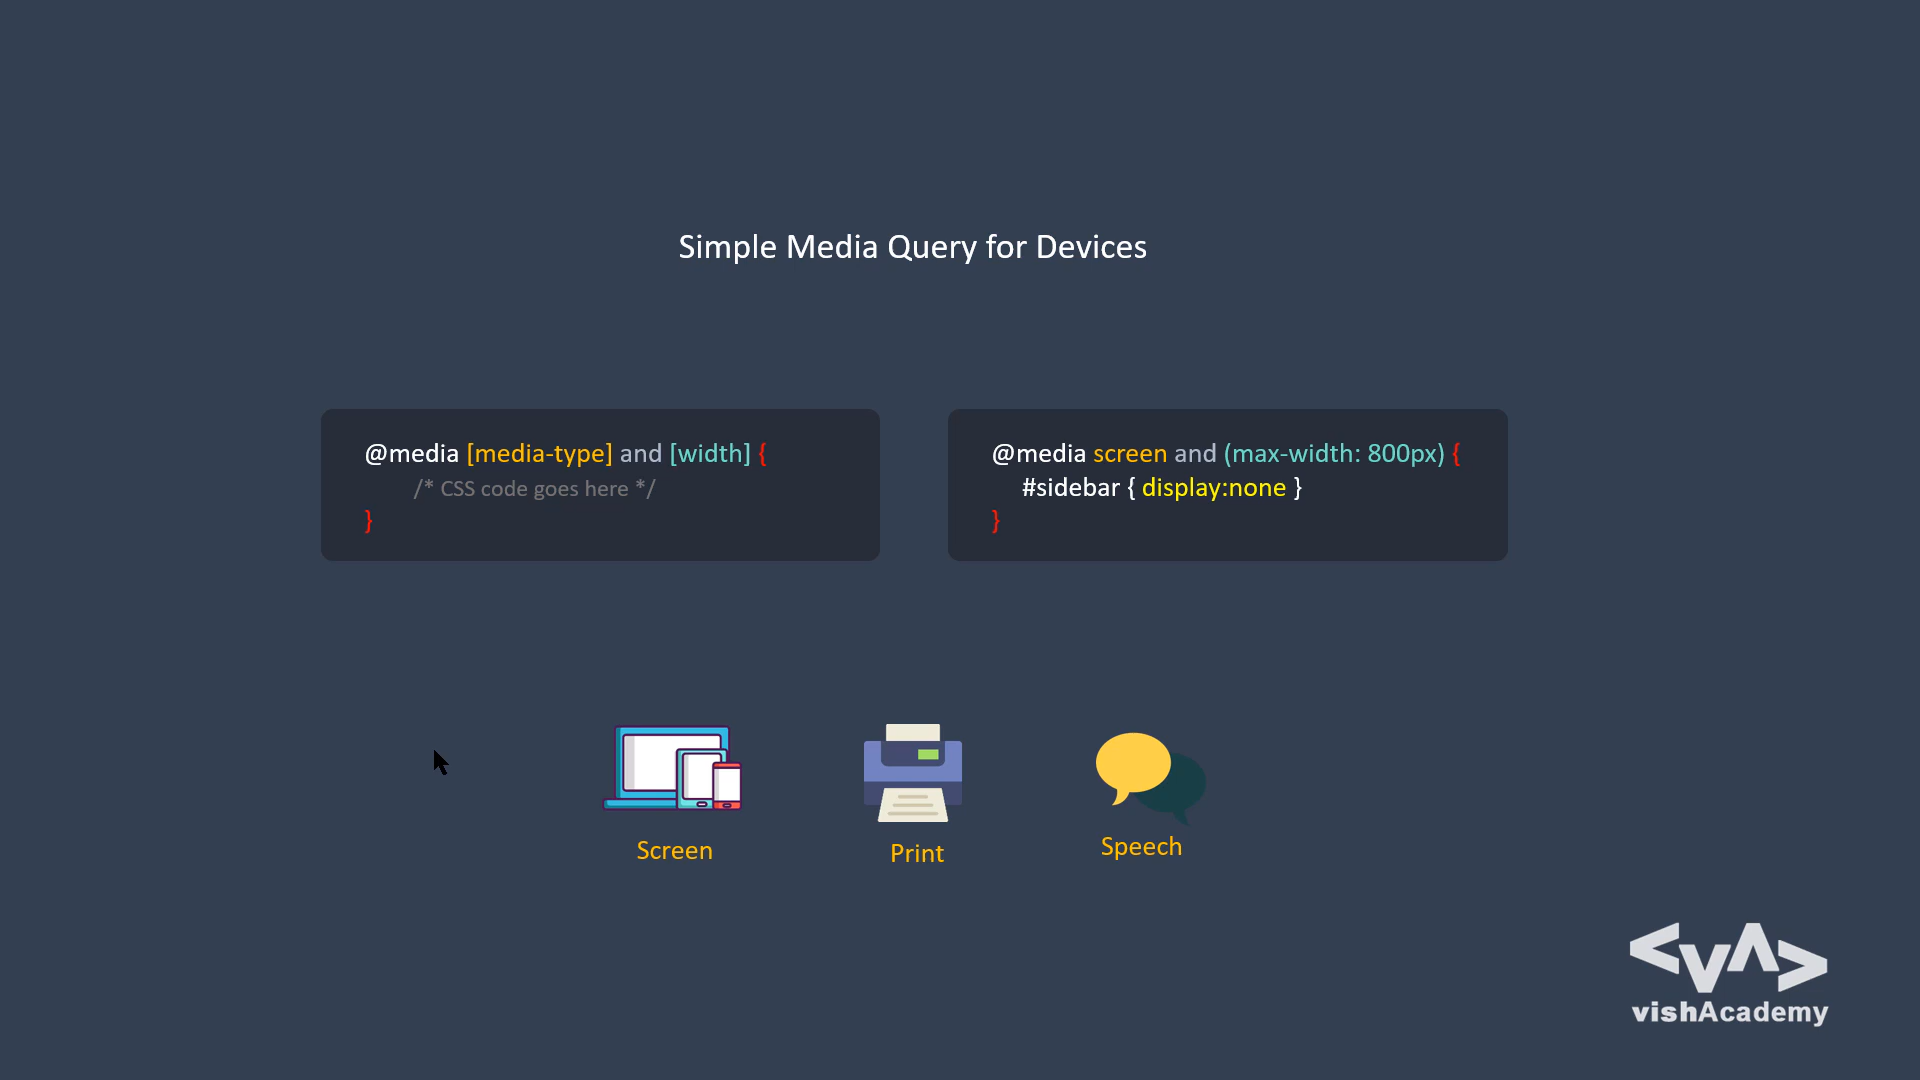 Simple Media Query for Devices
@media [media-type] and [width] {
/* CSS code goes here */
}
@media screen and (max-width: 800px) {
#sidebar { display:none }
}
Screen
Print
Speech
<VA>
vishAcademy